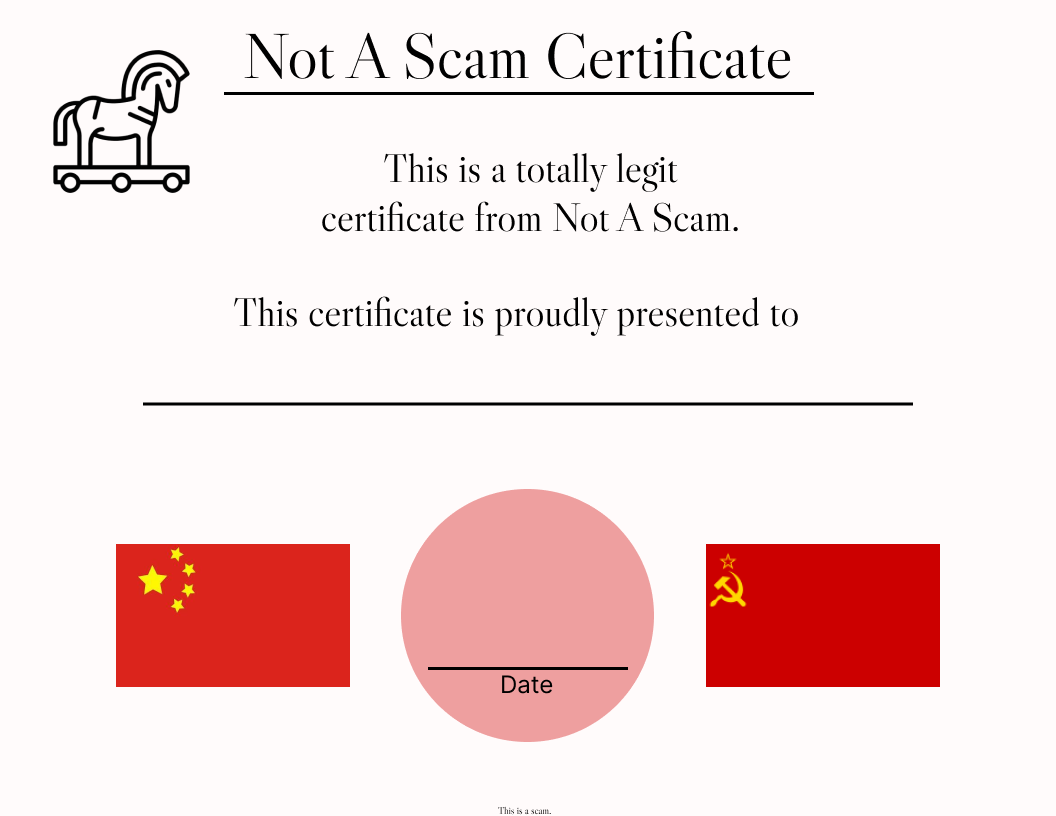 Not A Scam Certificate
This is a totally legit
certificate from Not A Scam.
This certificate is proudly presented to
Date
This is a scam.